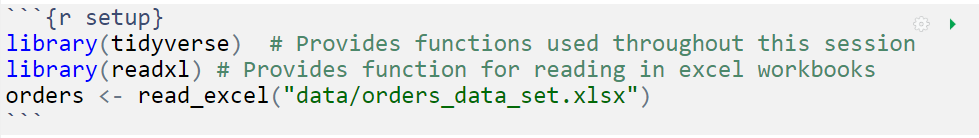 ```{r setup}
library(tidyverse)  # Provides functions used throughout this session
library(readxl) # Provides function for reading in excel workbooks
orders <- read_excel("data/orders_data_set.xlsx")
```